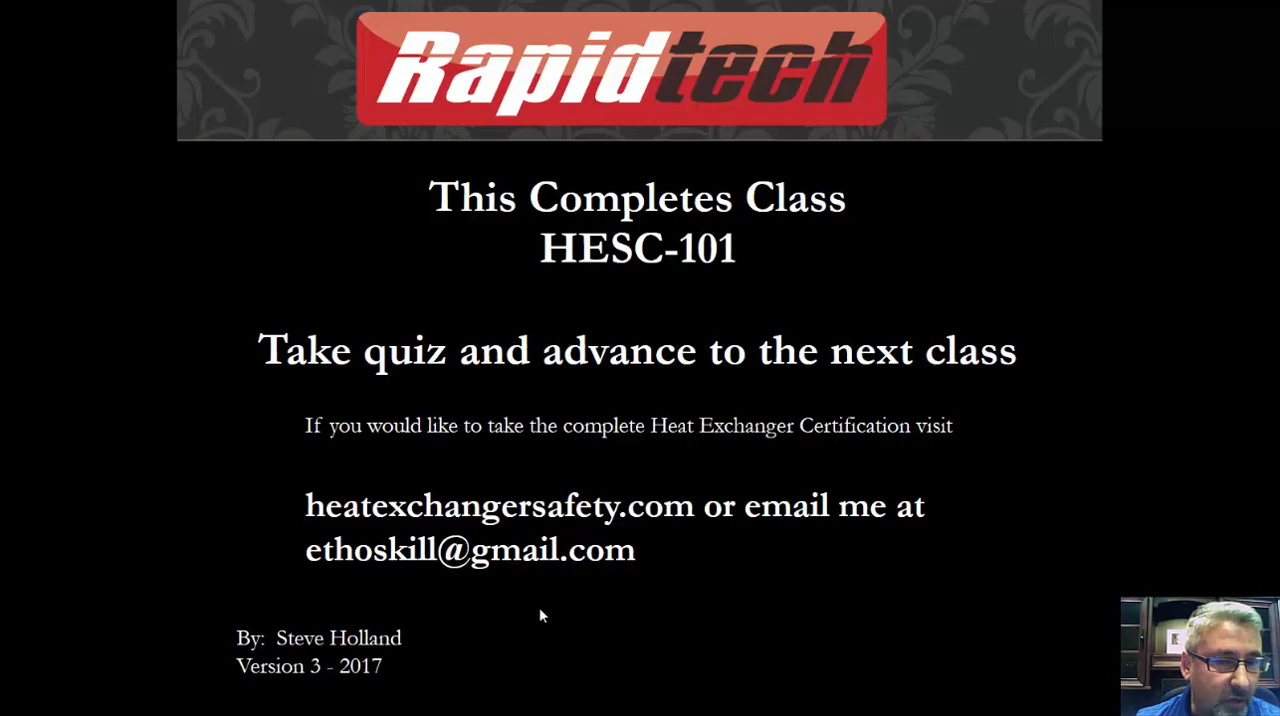 Rapidtech
This Completes Class
HESC-101
Take quiz and advance to the next class
If you would like to take the complete Heat Exchanger Certification visit
heatexchangersafety.com or email me at
ethoskill@gmail.com
By: Steve Holland
Version 3 - 2017